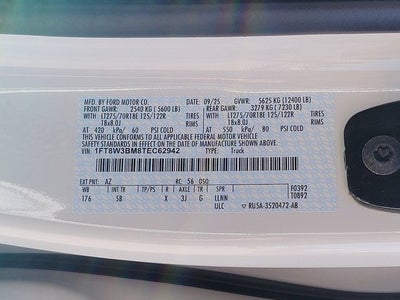 MFD. BY FORD MOTOR CO. 09/25 GVWR: 5625 KG (12400 LB)
FRONT GAWR: 2540 KG ( 5600 LB) REAR GAWR: 3279 KG ( 7230 LB)
WITH WITH
LT275/70R18E 125/122R TIRES LT275/70R18E 125/122R TIRES
18x8.0J RIMS 18x8.0J RIMS
AT 420 kPa/ 60 PSI COLD AT 550 kPa/ 80 PSI COLD
THIS VEHICLE CONFORMS TO ALL APPLICABLE FEDERAL MOTOR VEHICLE
SAFETY STANDARDS IN EFFECT ON THE DATE OF MANUFACTURE SHOWN ABOVE.
VIN: 1FT8W3BM8TEC62942 TYPE: Truck
EXT PNT: AZ RC: 56 DSO:
WB INT TR TP/PS R AXLE TR SPR F0392
176 5B X 3J G LLNN T0892
ULC RU5A-3520472-AB